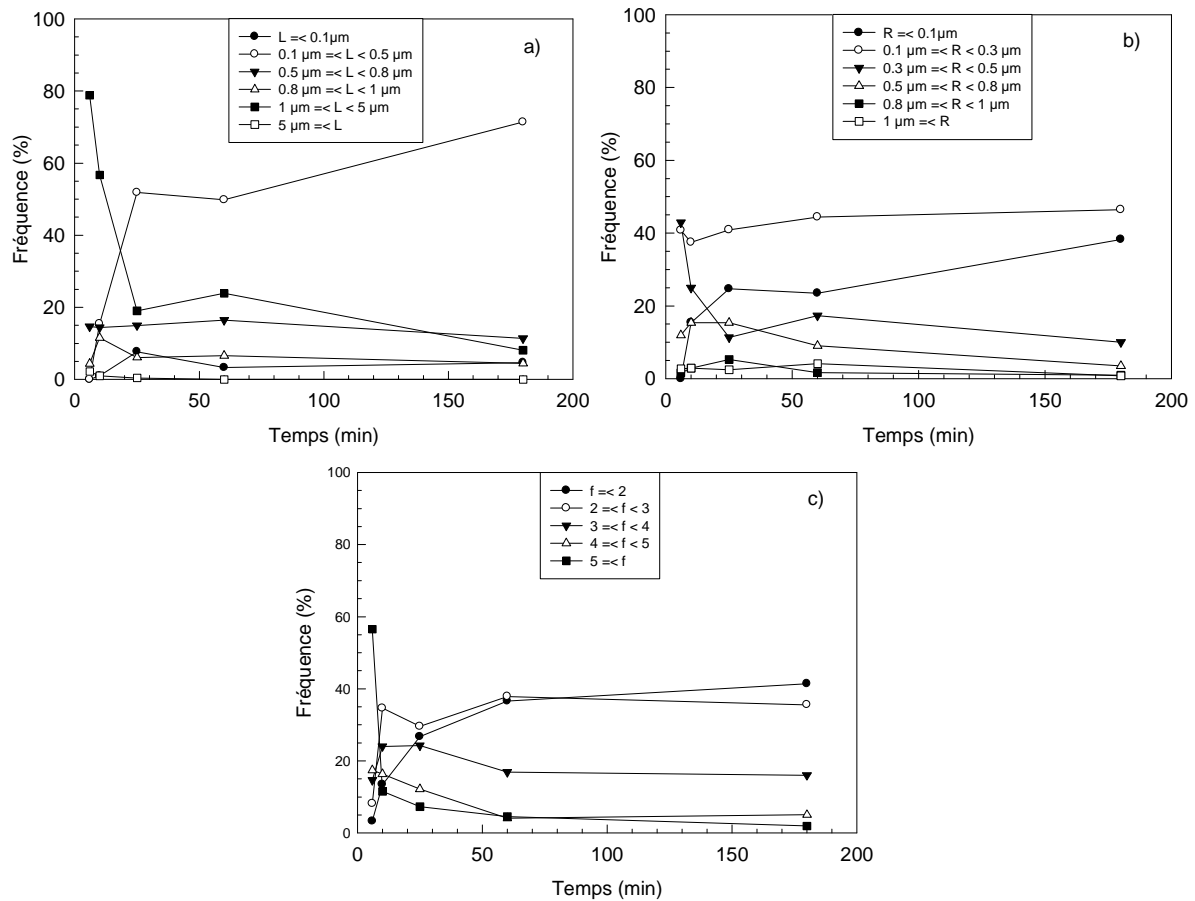 a)
L =< 0.1µm
0.1 µm =< L < 0.5 µm
0.5 µm =< L < 0.8 µm
0.8 µm =< L < 1 µm
1 µm =< L < 5 µm
5 µm =< L
Fréquence (%)
100
80
60
40
20
0
0 50 100 150 200
Temps (min)
b)
R =< 0.1µm
0.1 µm =< R < 0.3 µm
0.3 µm =< R < 0.5 µm
0.5 µm =< R < 0.8 µm
0.8 µm =< R < 1 µm
1 µm =< R
Fréquence (%)
100
80
60
40
20
0
0 50 100 150 200
Temps (min)
c)
f =< 2
2 =< f < 3
3 =< f < 4
4 =< f < 5
5 =< f
Fréquence (%)
100
80
60
40
20
0
0 50 100 150 200
Temps (min)